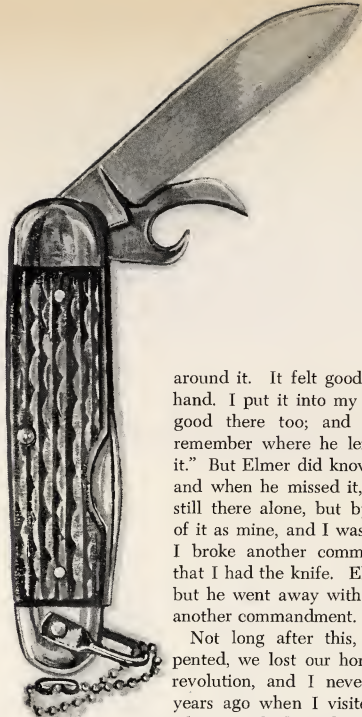 around it. It felt good
hand. I put it into my
good there too; and
remember where he le
it." But Elmer did know
and when he missed it,
still there alone, but b
of it as mine, and I was
I broke another comm
that I had the knife. E
but he went away with
another commandment.
Not long after this,
pented, we lost our hor
revolution, and I neve
years ago when I visite